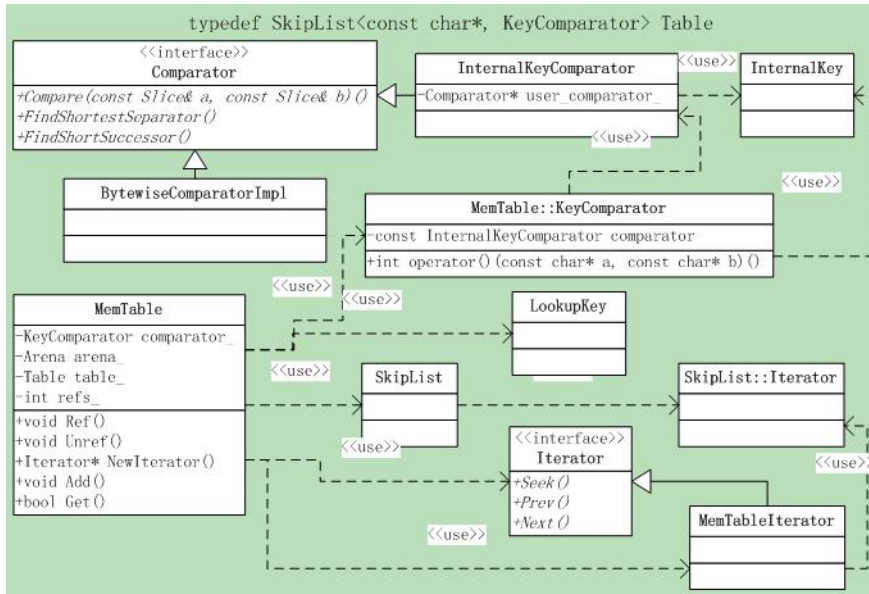 typedef SkipList<const char*, KeyComparator> Table
<<interface>>
Comparator
+Compare(const Slice& a, const Slice& b)()
+FindShortestSeparator()
+FindShortSuccessor()
InternalKeyComparator
-Comparator* user_comparator_
<<use>>
InternalKey
<<use>>
BytewiseComparatorImpl
<<use>>
MemTable::KeyComparator
-const InternalKeyComparator comparator
+int operator()(const char* a, const char* b)()
<<use>>
<<use>>
MemTable
-KeyComparator comparator_
-Arena arena_
-Table table_
-int refs_
+void Ref()
+void Unref()
+Iterator* NewIterator()
+void Add()
+bool Get()
LookupKey
<<use>>
SkipList
SkipList::Iterator
<<use>>
<<interface>>
Iterator
+Seek()
+Prev()
+Next()
<<use>>
MemTableIterator
<<use>>